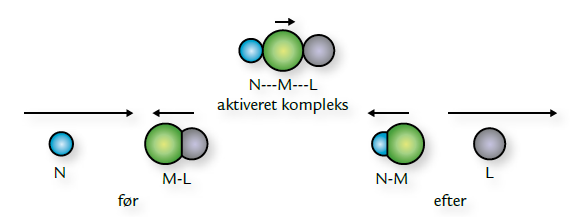 N---M---L
aktiveret kompleks
N
M-L
N-M
L
før
efter